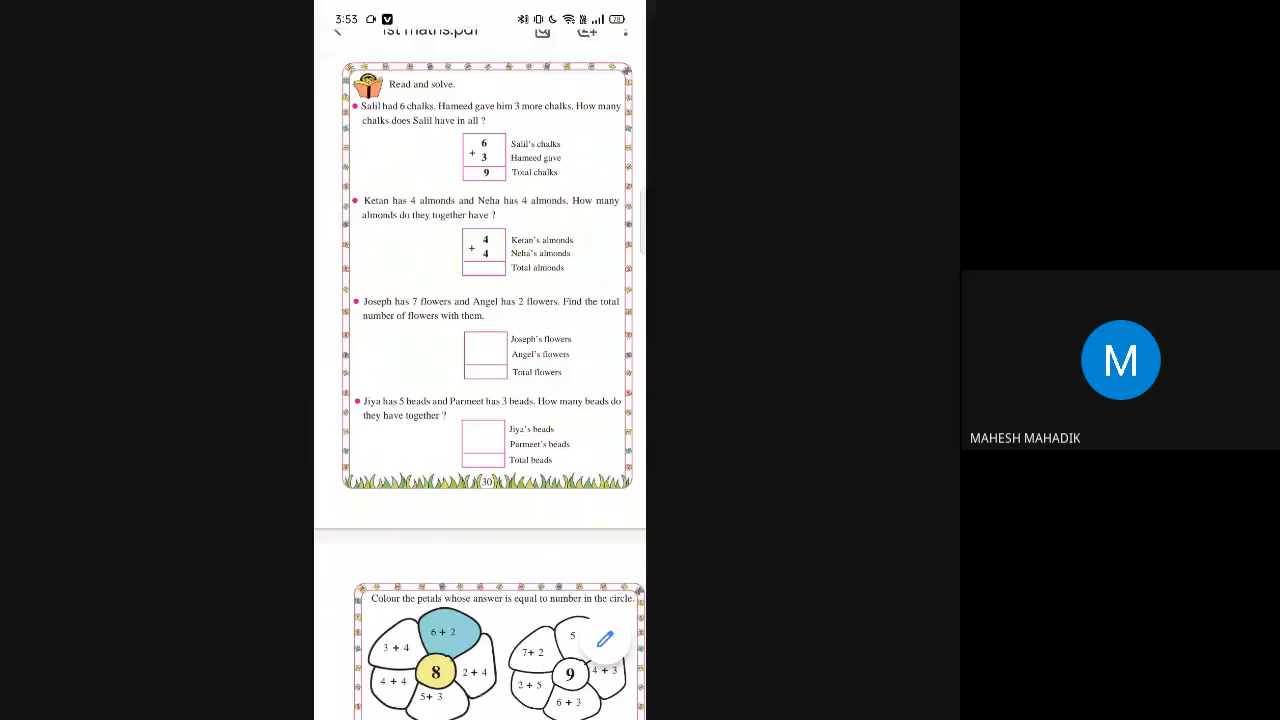 3:53
78
1st maths.pdf
Read and solve.
Salil had 6 chalks. Hameed gave him 3 more chalks. How many
chalks does Salil have in all ?
6 Salil's chalks
+ 3 Hameed gave
9 Total chalks
Ketan has 4 almonds and Neha has 4 almonds. How many
almonds do they together have ?
4 Ketan's almonds
+ 4 Neha's almonds
Total almonds
Joseph has 7 flowers and Angel has 2 flowers. Find the total
number of flowers with them.
Joseph's flowers
Angel's flowers
Total flowers
Jiya has 5 beads and Parmeet has 3 beads. How many beads do
they have together ?
Jiya's beads
Parmeet's beads
Total beads
30
Colour the petals whose answer is equal to number in the circle.
6 + 2
3 + 4
8
2 + 4
4 + 4
5+ 3
5
7+ 2
9
4 + 3
2 + 5
6 + 3
M
MAHESH MAHADIK